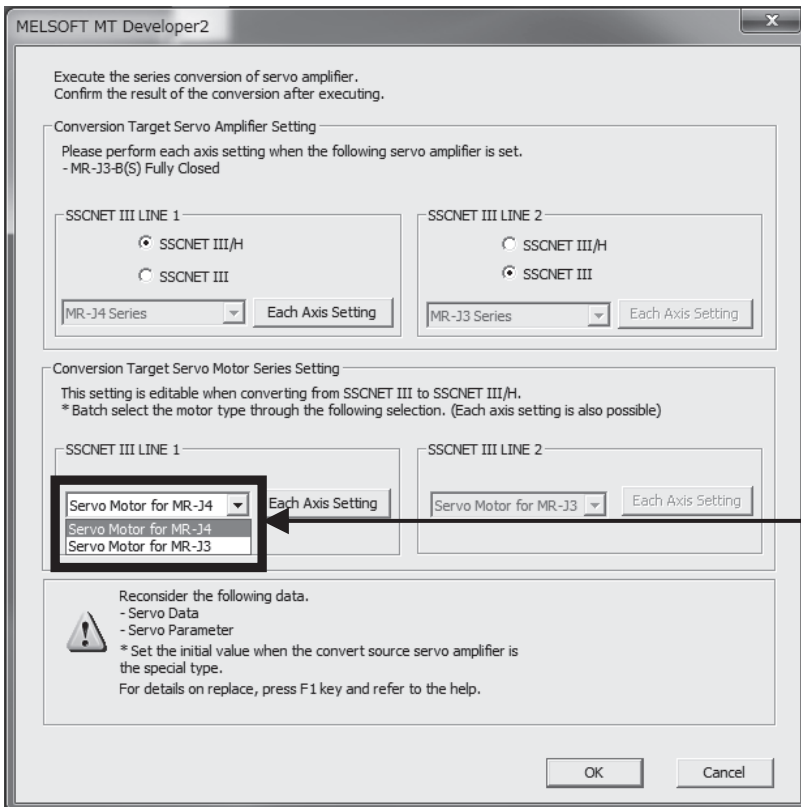 MELSOFT MT Developer2
x
Execute the series conversion of servo amplifier.
Confirm the result of the conversion after executing.
Conversion Target Servo Amplifier Setting
Please perform each axis setting when the following servo amplifier is set.
- MR-J3-B(S) Fully Closed
SSCNET III LINE 1
SSCNET III/H
SSCNET III
MR-J4 Series
Each Axis Setting
SSCNET III LINE 2
SSCNET III/H
SSCNET III
MR-J3 Series
Each Axis Setting
Conversion Target Servo Motor Series Setting
This setting is editable when converting from SSCNET III to SSCNET III/H.
* Batch select the motor type through the following selection. (Each axis setting is also possible)
SSCNET III LINE 1
Servo Motor for MR-J4
Each Axis Setting
Servo Motor for MR-J4
Servo Motor for MR-J3
SSCNET III LINE 2
Servo Motor for MR-J3
Each Axis Setting
Reconsider the following data.
- Servo Data
- Servo Parameter
* Set the initial value when the convert source servo amplifier is
the special type.
For details on replace, press F1 key and refer to the help.
OK
Cancel